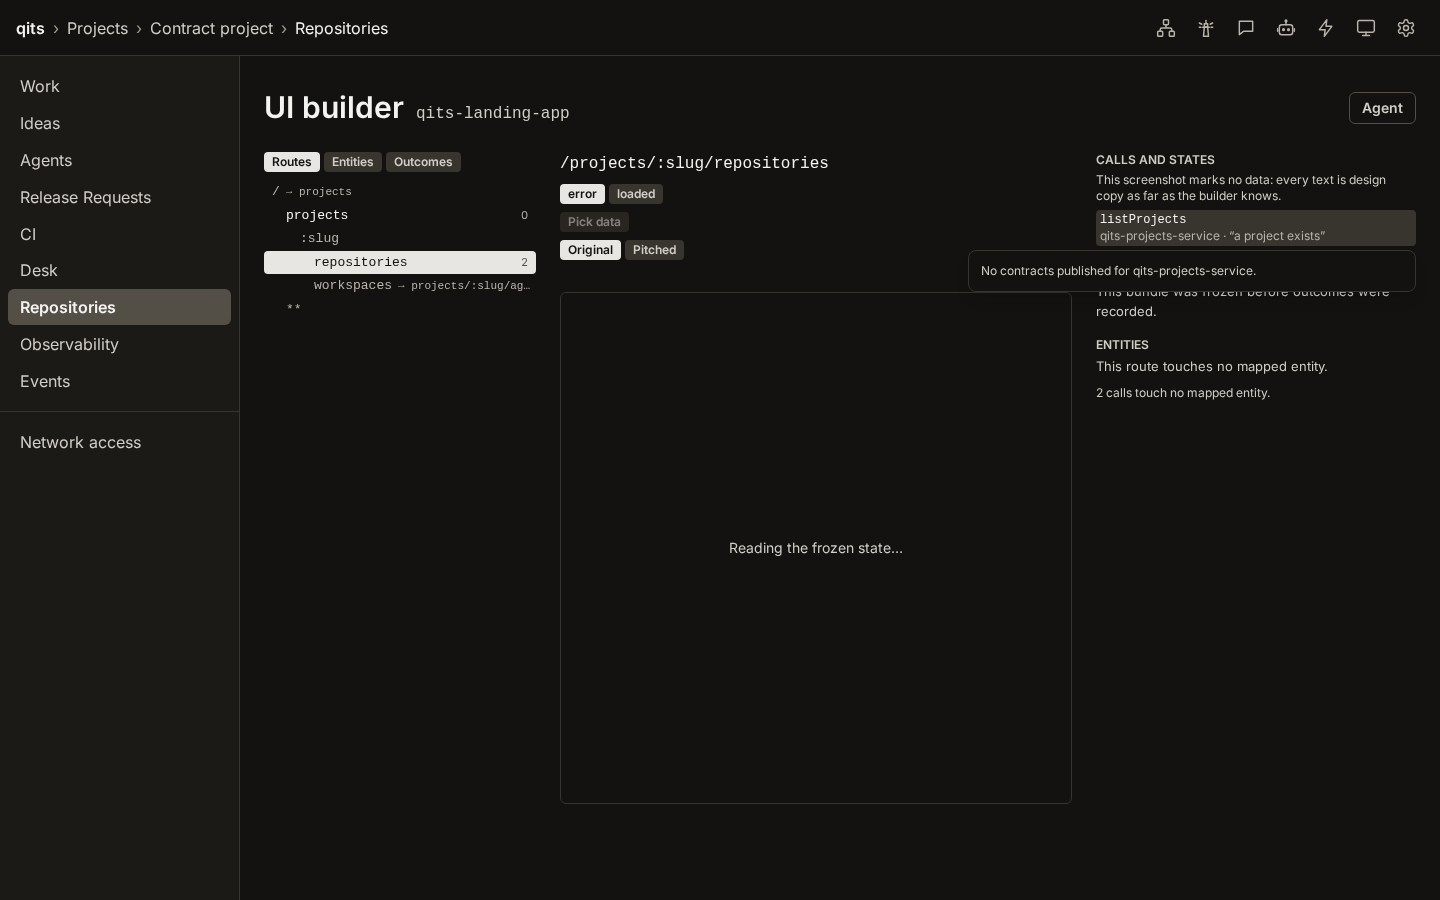 qits › Projects › Contract project › Repositories
Work
Ideas
Agents
Release Requests
CI
Desk
Repositories
Observability
Events
Network access
UI builder qits-landing-app
Agent
Routes Entities Outcomes
/ → projects
projects 0
:slug
repositories 2
workspaces → projects/:slug/ag…
**
/projects/:slug/repositories
error loaded
Pick data
Original Pitched
Reading the frozen state…
CALLS AND STATES
This screenshot marks no data: every text is design
copy as far as the builder knows.
listProjects
qits-projects-service · “a project exists”
No contracts published for qits-projects-service.
This bundle was frozen before outcomes were
recorded.
ENTITIES
This route touches no mapped entity.
2 calls touch no mapped entity.